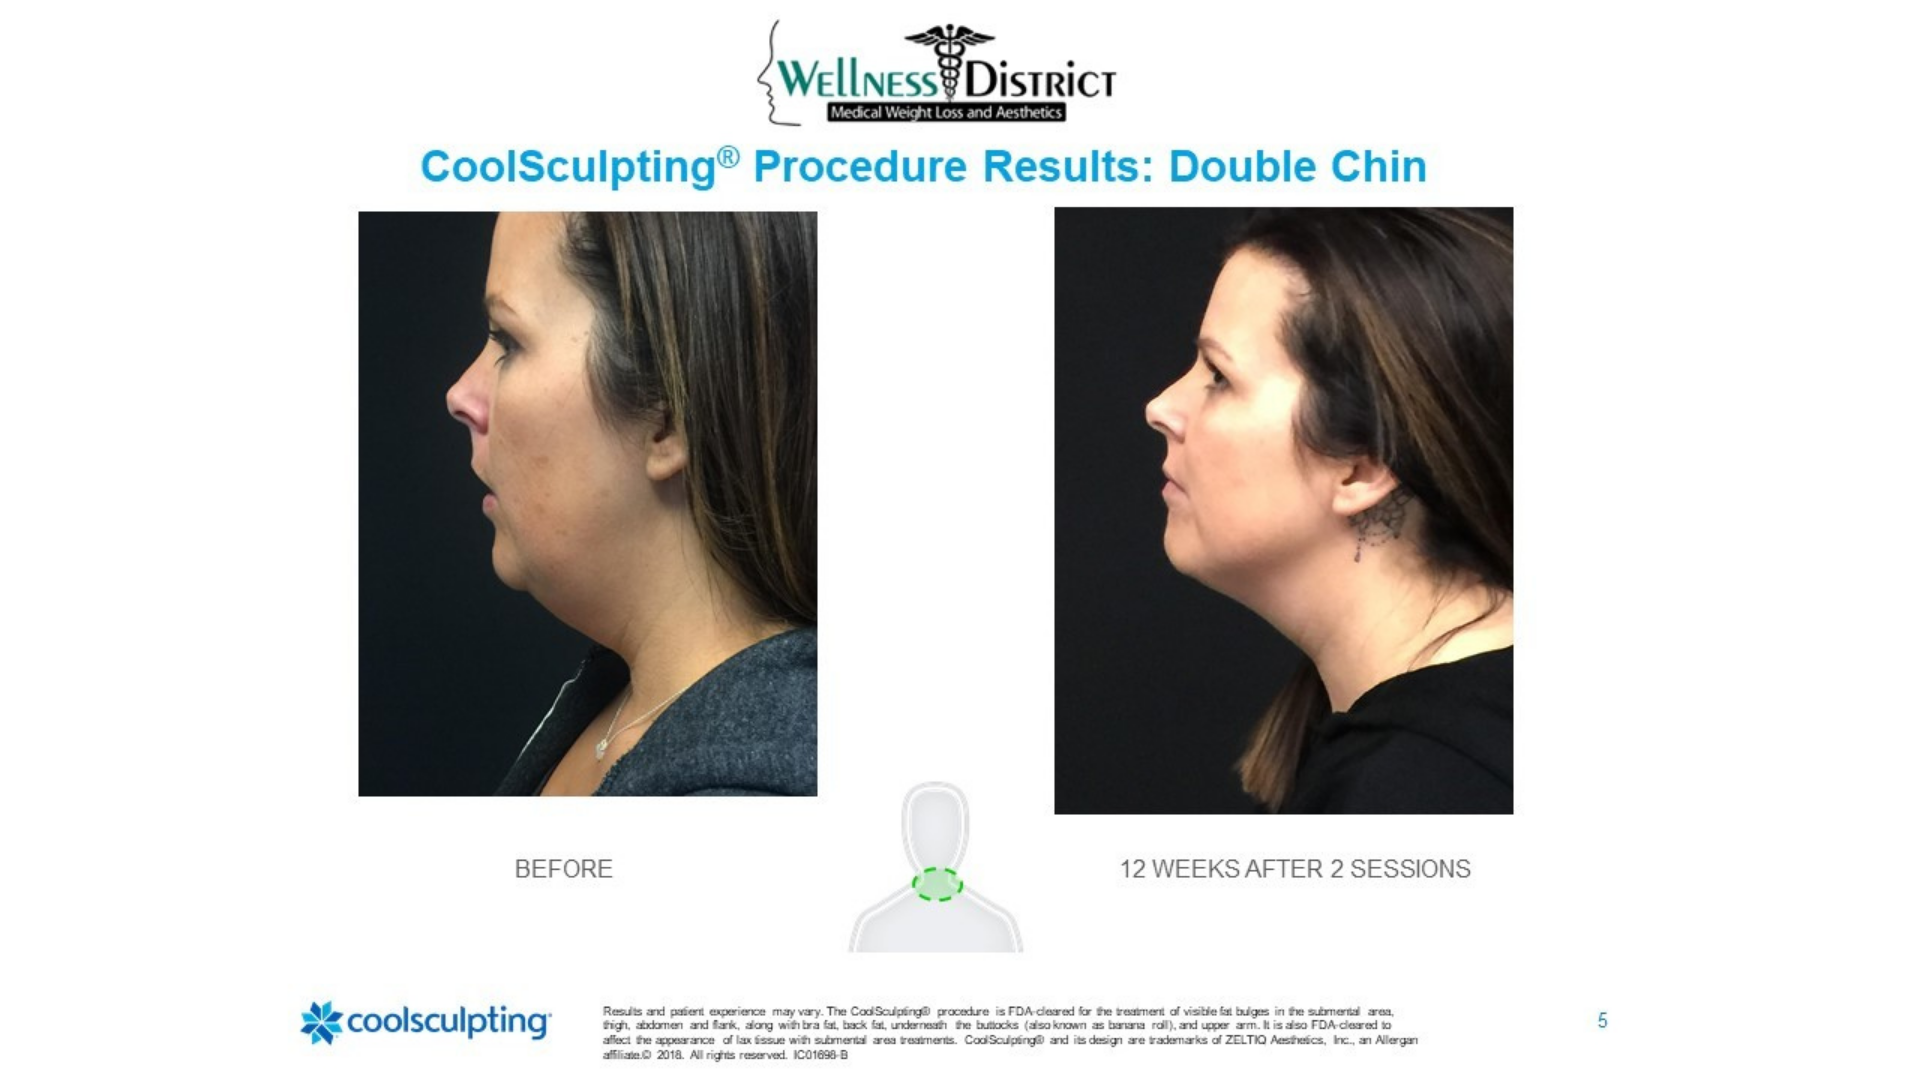 Wellness District
Medical Weight Loss and Aesthetics
CoolSculpting® Procedure Results: Double Chin
BEFORE
12 WEEKS AFTER 2 SESSIONS
coolsculpting
Results and patient experience may vary. The CoolSculpting® procedure is FDA-cleared for the treatment of visible fat bulges in the submental area,
thigh, abdomen and flank, along with bra fat, back fat, underneath the buttocks (also known as banana roll), and upper arm. It is also FDA-cleared to
affect the appearance of lax tissue with submental area treatments. CoolSculpting® and its design are trademarks of ZELTIQ Aesthetics, Inc., an Allergan
affiliate.© 2018. All rights reserved. IC01698-B
5